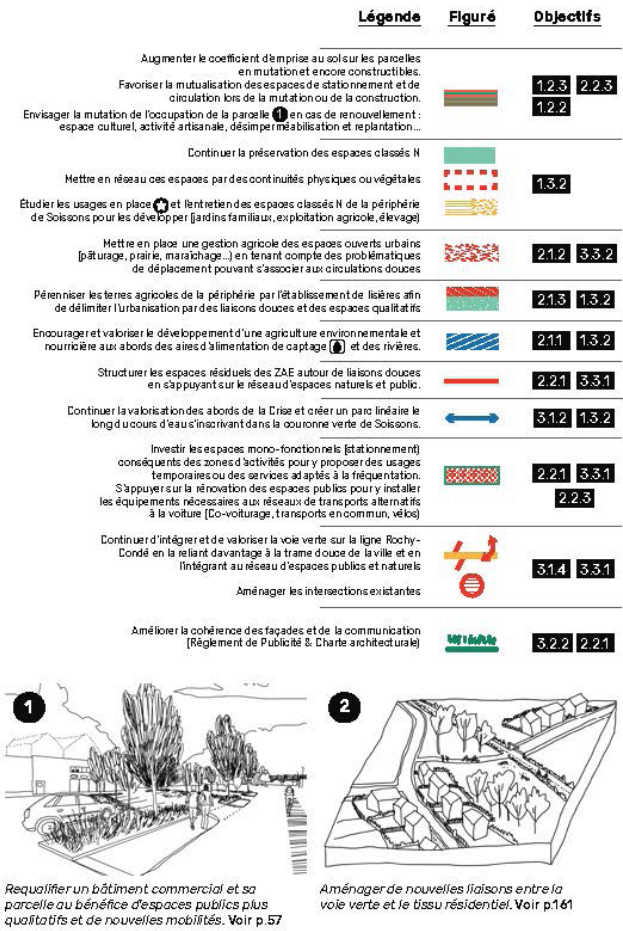 Légende Figuré Objectifs
Augmenter le coefficient d'emprise au sol sur les parcelles
en mutation et encore constructibles.
Favoriser la mutualisation des espaces de stationnement et de
circulation lors de la mutation ou de la construction.
Envisager la mutation de l'occupation de la parcelle 1 en cas de renouvellement :
espace culturel, activité artisanale, désimperméabilisation et replantation...
1.2.3 2.2.3
1.2.2
Continuer la préservation des espaces classés N
Mettre en réseau ces espaces par des continuités physiques ou végétales
Étudier les usages en place et l'entretien des espaces classés N de la périphérie
de Soissons pour les développer (jardins familiaux, exploitation agricole, élevage)
1.3.2
Mettre en place une gestion agricole des espaces ouverts urbains
(pâturage, prairie, maraîchage...) en tenant compte des problématiques
de déplacement pouvant s'associer aux circulations douces
2.1.2 3.3.2
Pérenniser les terres agricoles de la périphérie par l'établissement de lisières afin
de délimiter l'urbanisation par des liaisons douces et des espaces qualitatifs
2.1.3 1.3.2
Encourager et valoriser le développement d'une agriculture environnementale et
nourricière aux abords des aires d'alimentation de captage et des rivières.
2.1.1 1.3.2
Structurer les espaces résiduels des ZAE autour de liaisons douces
en s'appuyant sur le réseau d'espaces naturels et public.
2.2.1 3.3.1
Continuer la valorisation des abords de la Crise et créer un parc linéaire le
long du cours d'eau s'inscrivant dans la couronne verte de Soissons.
3.1.2 1.3.2
Investir les espaces mono-fonctionnels (stationnement)
conséquents des zones d'activités pour y proposer des usages
temporaires ou des services adaptés à la fréquentation.
S'appuyer sur la rénovation des espaces publics pour y installer
les équipements nécessaires aux réseaux de transports alternatifs
à la voiture (Co-voiturage, transports en commun, vélos)
2.2.1 3.3.1
2.2.3
Continuer d'intégrer et de valoriser la voie verte sur la ligne Rochy-
Condé en la reliant davantage à la trame douce de la ville et en
l'intégrant au réseau d'espaces publics et naturels
Aménager les intersections existantes
3.1.4 3.3.1
Améliorer la cohérence des façades et de la communication
(Règlement de Publicité & Charte architecturale)
3.2.2 2.2.1
1
Requalifier un bâtiment commercial et sa
parcelle au bénéfice d'espaces publics plus
qualitatifs et de nouvelles mobilités. Voir p.57
2
Aménager de nouvelles liaisons entre la
voie verte et le tissu résidentiel. Voir p.161